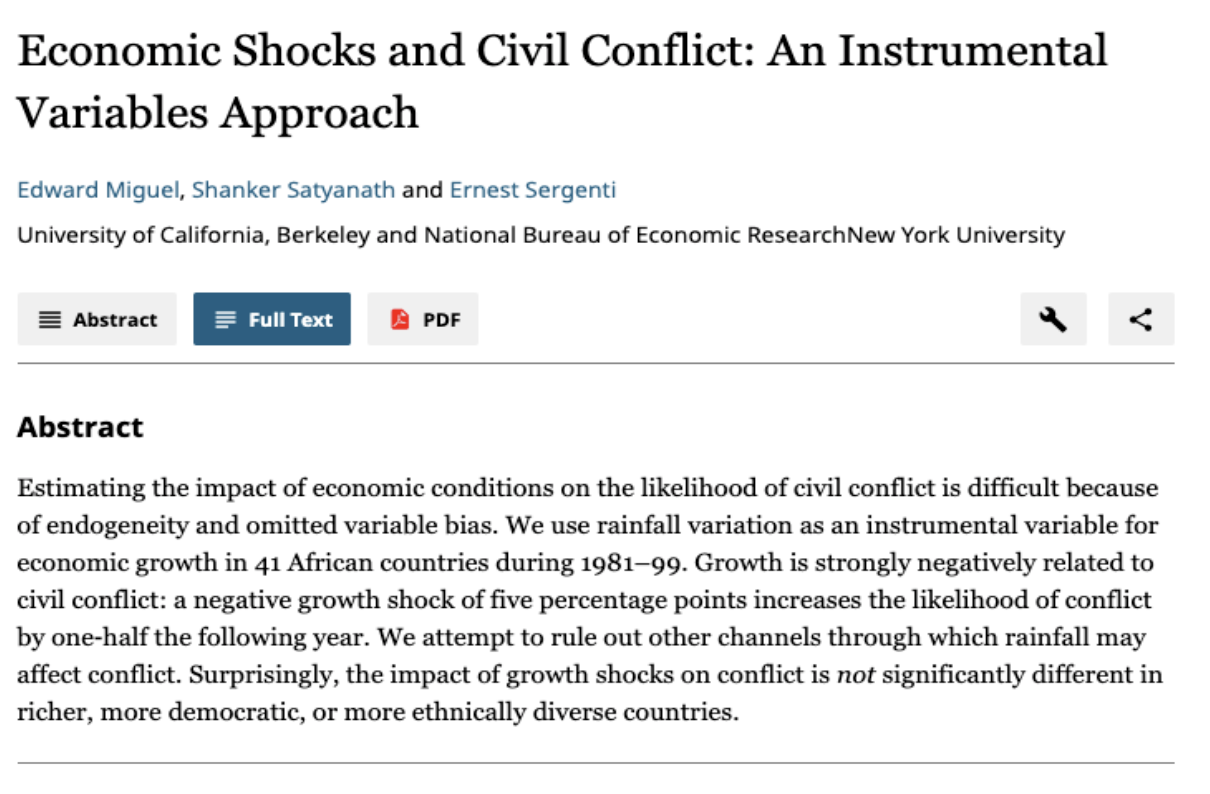 Economic Shocks and Civil Conflict: An Instrumental
Variables Approach
Edward Miguel, Shanker Satyanath and Ernest Sergenti
University of California, Berkeley and National Bureau of Economic ResearchNew York University
Abstract Full Text PDF
Abstract
Estimating the impact of economic conditions on the likelihood of civil conflict is difficult because
of endogeneity and omitted variable bias. We use rainfall variation as an instrumental variable for
economic growth in 41 African countries during 1981–99. Growth is strongly negatively related to
civil conflict: a negative growth shock of five percentage points increases the likelihood of conflict
by one-half the following year. We attempt to rule out other channels through which rainfall may
affect conflict. Surprisingly, the impact of growth shocks on conflict is not significantly different in
richer, more democratic, or more ethnically diverse countries.